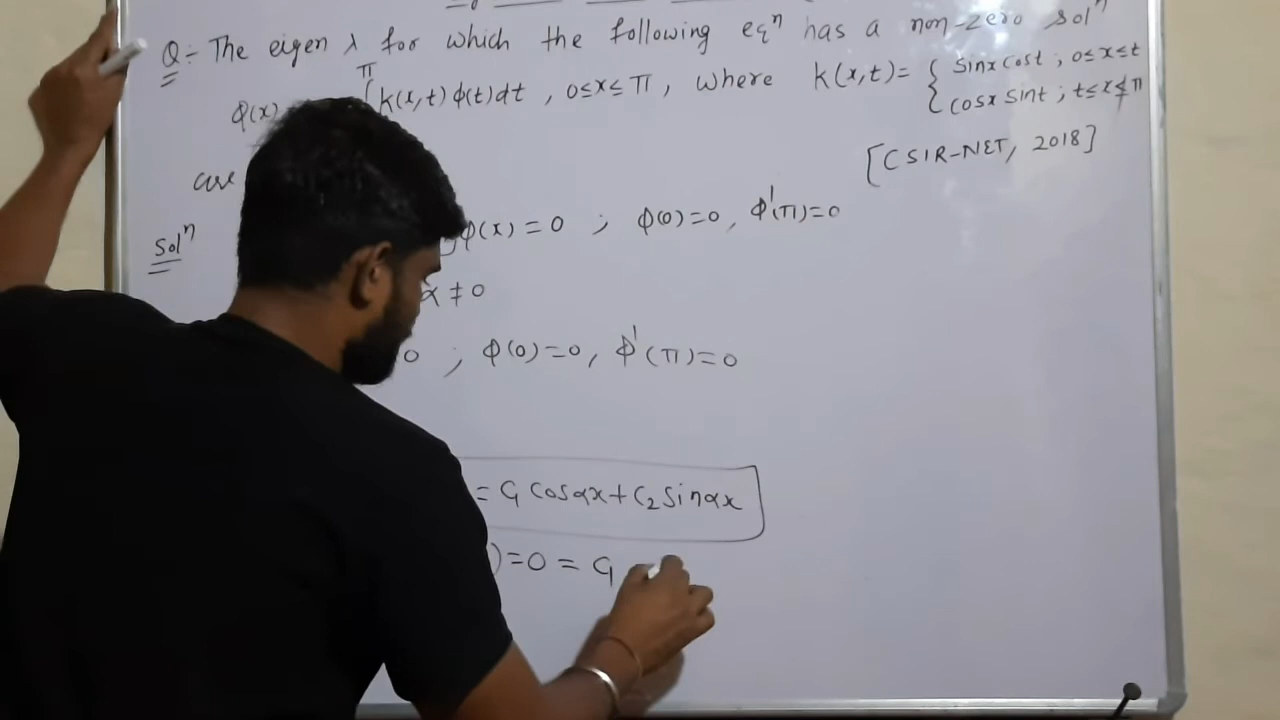 Q:- The eigen λ for which the following eqⁿ has a non-zero solⁿ
ϕ(x) ∫ π K(x,t) ϕ(t)dt , 0≤x≤π , where K(x,t)= { sinx cost ; 0≤x≤t
cosx sint ; t≤x≤π
[CSIR-NET, 2018]
are
Solⁿ ϕ(x) = 0 ; ϕ(0)=0, ϕ'(π)=0
α ≠ 0
0 ; ϕ(0)=0, ϕ'(π)=0
= C₁ cosαx + C₂ sinαx
)=0 = C₁